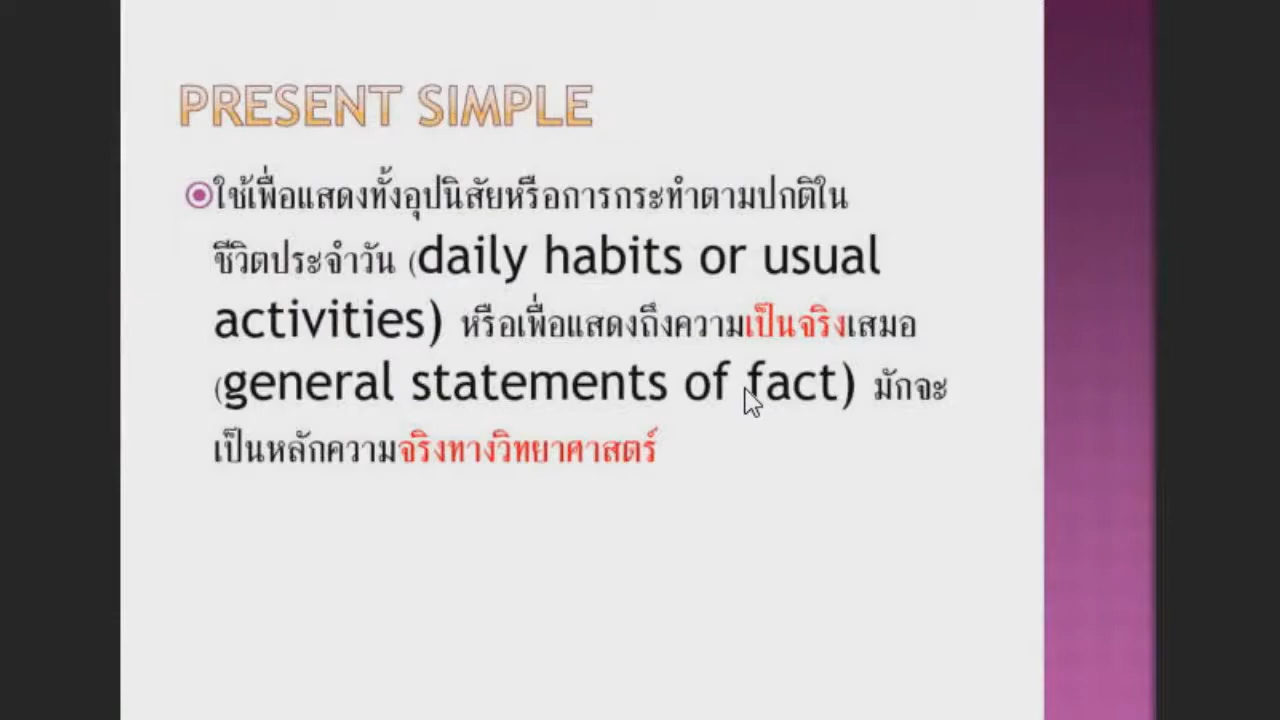 PRESENT SIMPLE
ใช้เพื่อแสดงทั้งอุปนิสัยหรือการกระทำตามปกติใน
ชีวิตประจำวัน (daily habits or usual
activities) หรือเพื่อแสดงถึงความเป็นจริงเสมอ
(general statements of fact) มักจะ
เป็นหลักความจริงทางวิทยาศาสตร์